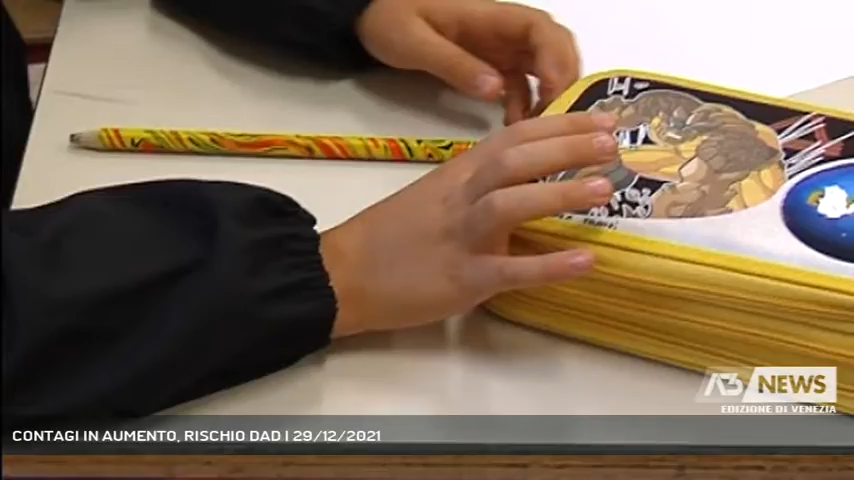 A3 NEWS
EDIZIONE DI VENEZIA
CONTAGI IN AUMENTO, RISCHIO DAD | 29/12/2021